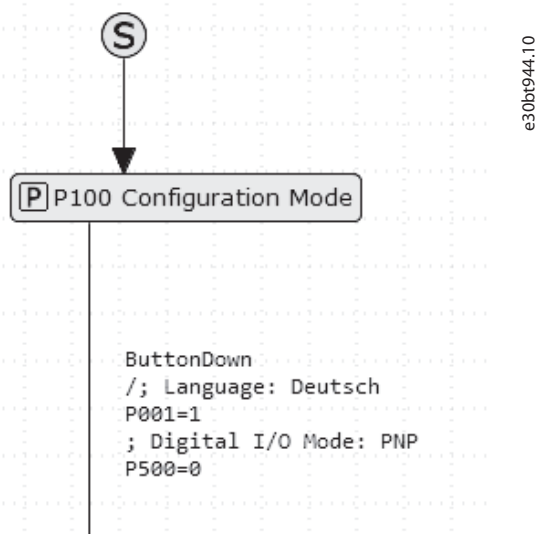 S
P P100 Configuration Mode
ButtonDown
/; Language: Deutsch
P001=1
; Digital I/O Mode: PNP
P500=0
e30bt944.10